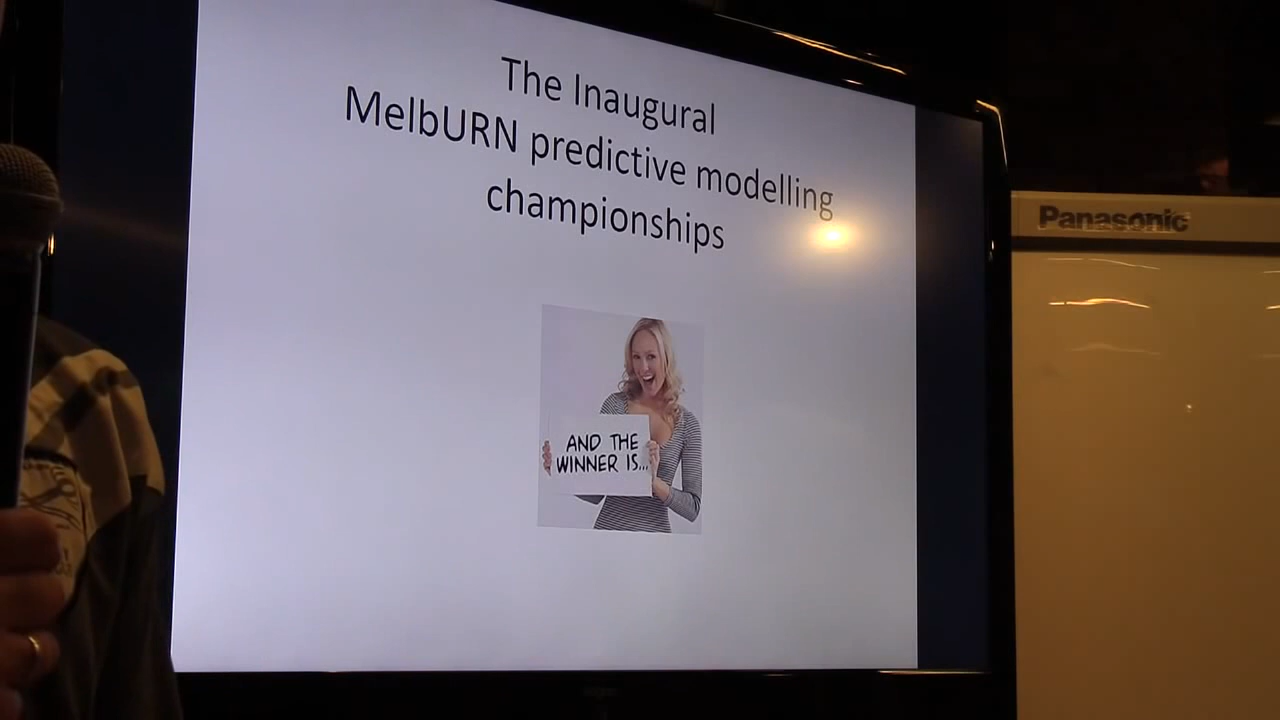 The Inaugural
MelbURN predictive modelling
championships
AND THE
WINNER IS...
Panasonic